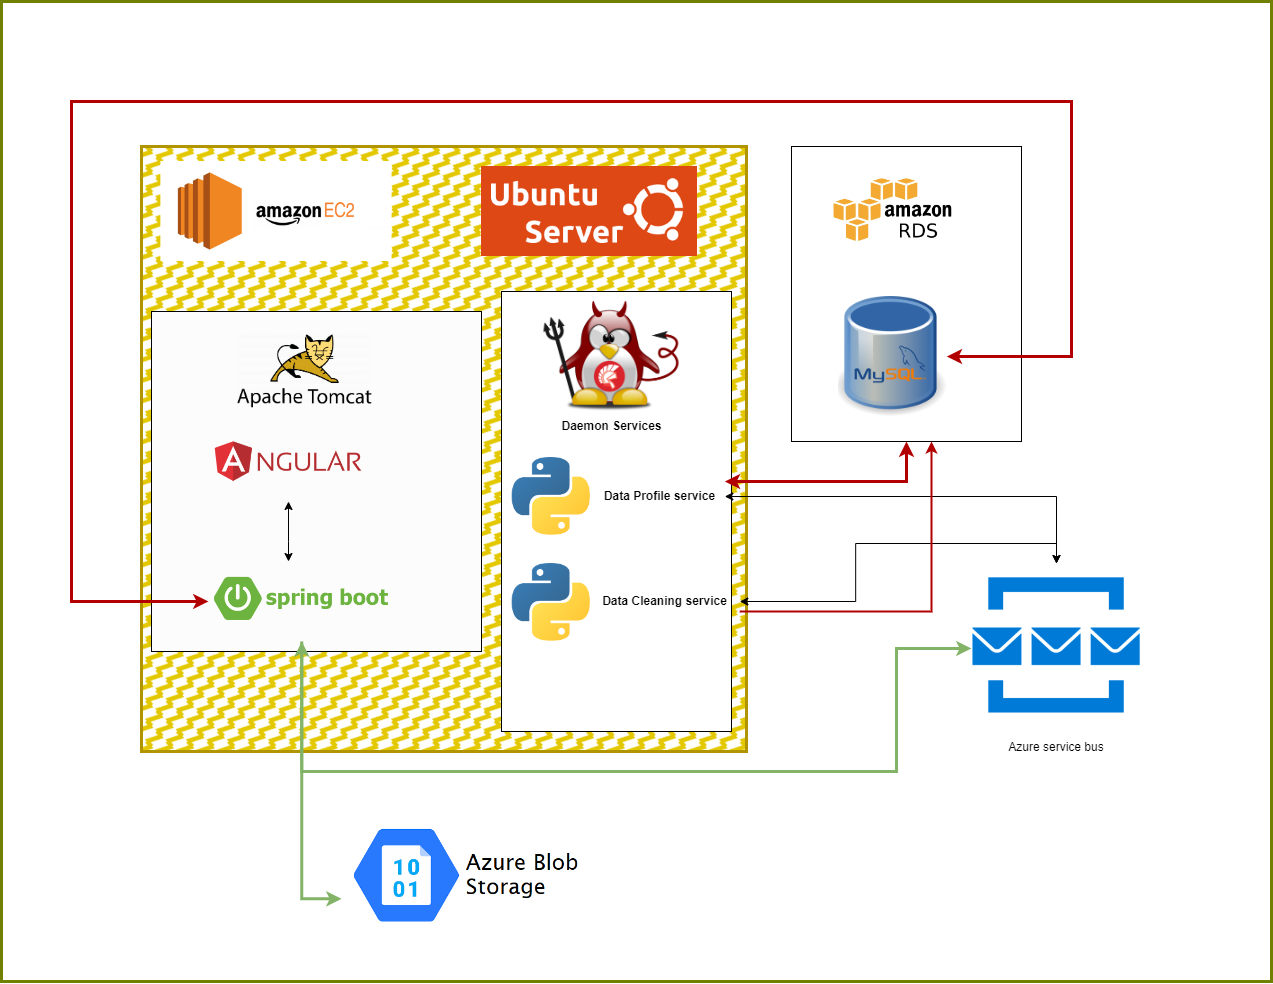 amazon EC2
Ubuntu
Server
amazon
RDS
Apache Tomcat
MySQL
Daemon Services
ANGULAR
Data Profile service
spring boot
Data Cleaning service
Azure service bus
10
01
Azure Blob
Storage